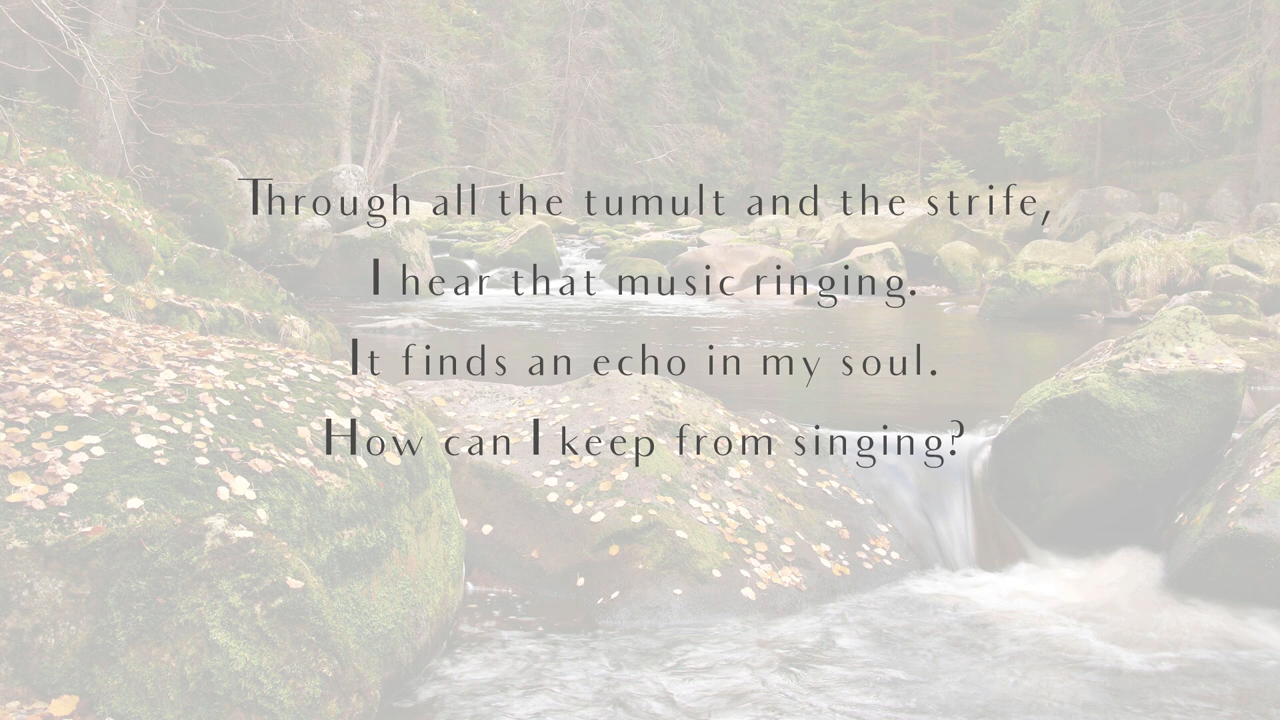 Through all the tumult and the strife,
I hear that music ringing.
It finds an echo in my soul.
How can I keep from singing?